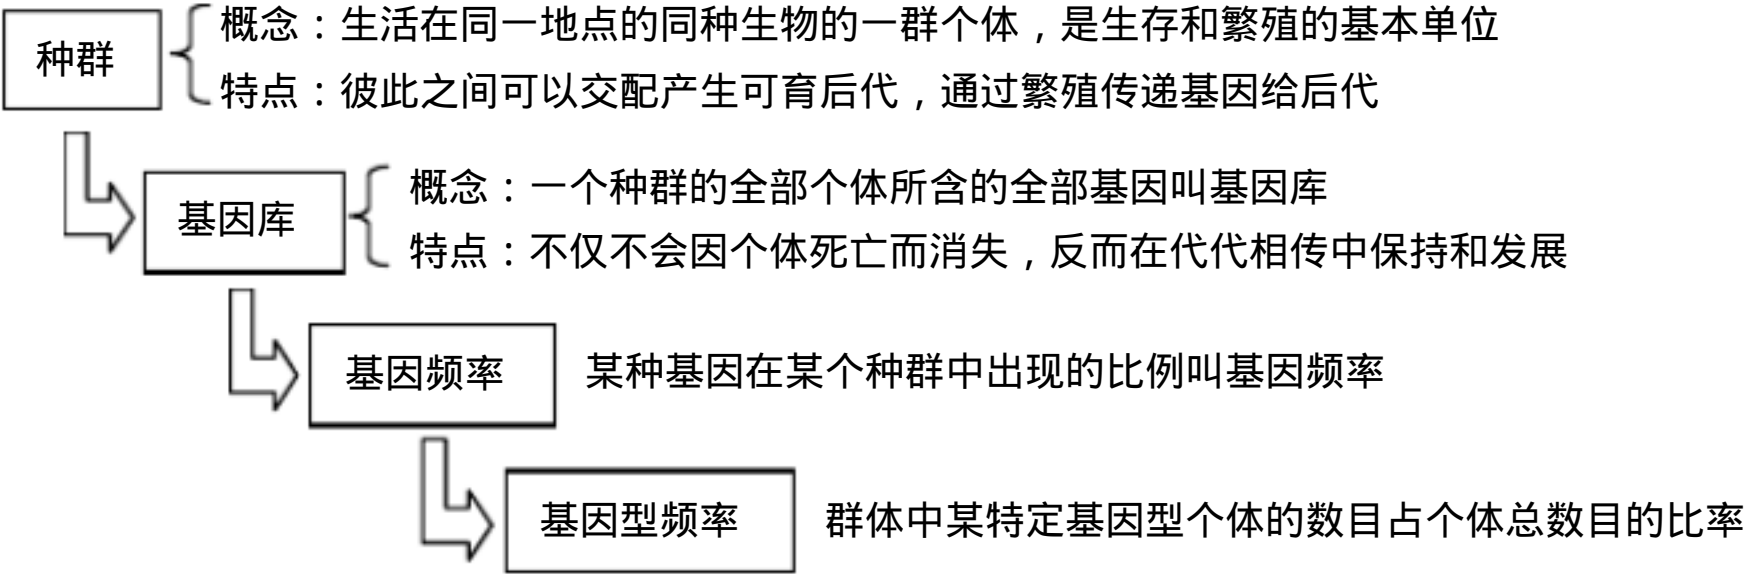 概念：生活在同一地点的同种生物的一群个体，是生存和繁殖的基本单位
种群
特点：彼此之间可以交配产生可育后代，通过繁殖传递基因给后代
概念：一个种群的全部个体所含的全部基因叫基因库
基因库
特点：不仅不会因个体死亡而消失，反而在代代相传中保持和发展
基因频率 某种基因在某个种群中出现的比例叫基因频率
基因型频率 群体中某特定基因型个体的数目占个体总数目的比率